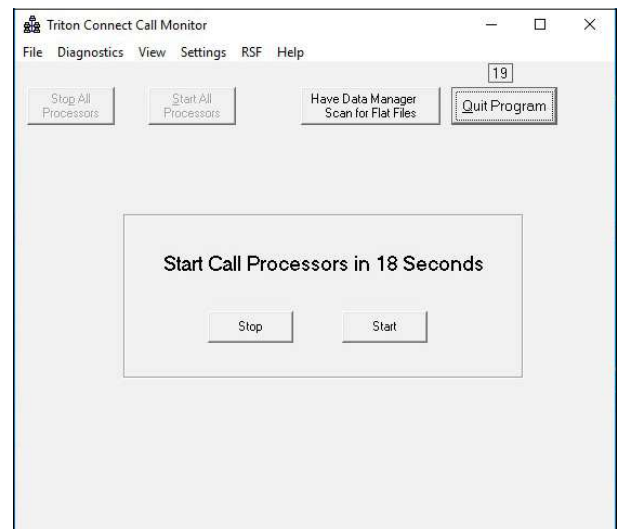 Triton Connect Call Monitor
File Diagnostics View Settings RSF Help
19
Stop All
Processors
Start All
Processors
Have Data Manager
Scan for Flat Files
Quit Program
Start Call Processors in 18 Seconds
Stop
Start